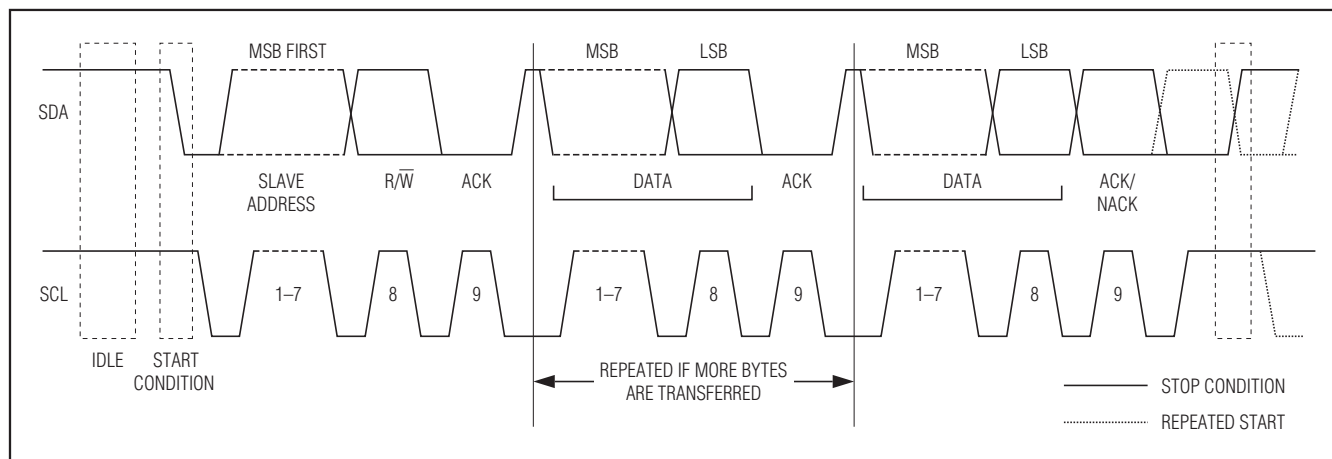 MSB FIRST
MSB
LSB
MSB
LSB
SDA
SLAVE
ADDRESS
R/W̅
ACK
DATA
ACK
DATA
ACK/
NACK
SCL
1–7
8
9
1–7
8
9
1–7
8
9
IDLE
START
CONDITION
REPEATED IF MORE BYTES
ARE TRANSFERRED
STOP CONDITION
REPEATED START